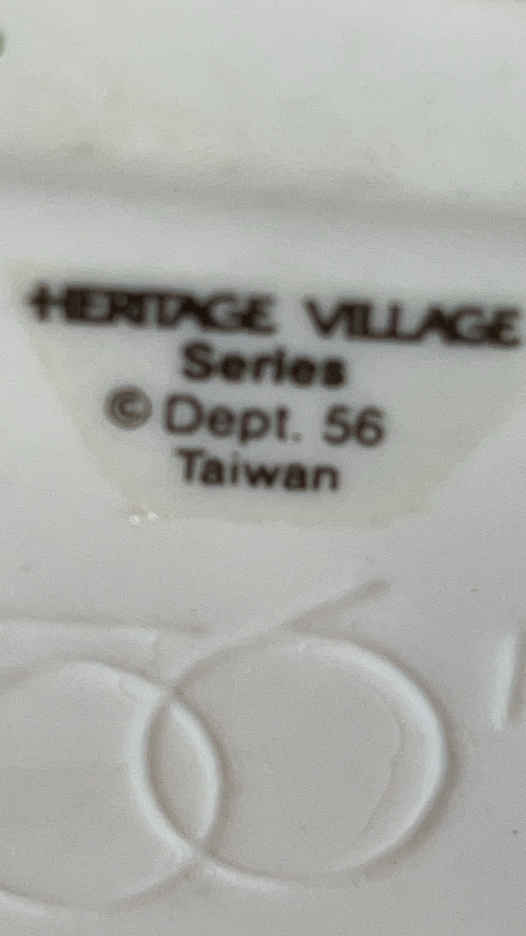 HERITAGE VILLAGE
Series
© Dept. 56
Taiwan